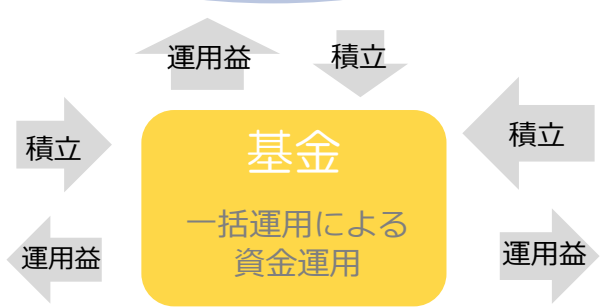 運用益
積立
積立
基金
積立
一括運用による
資金運用
運用益
運用益